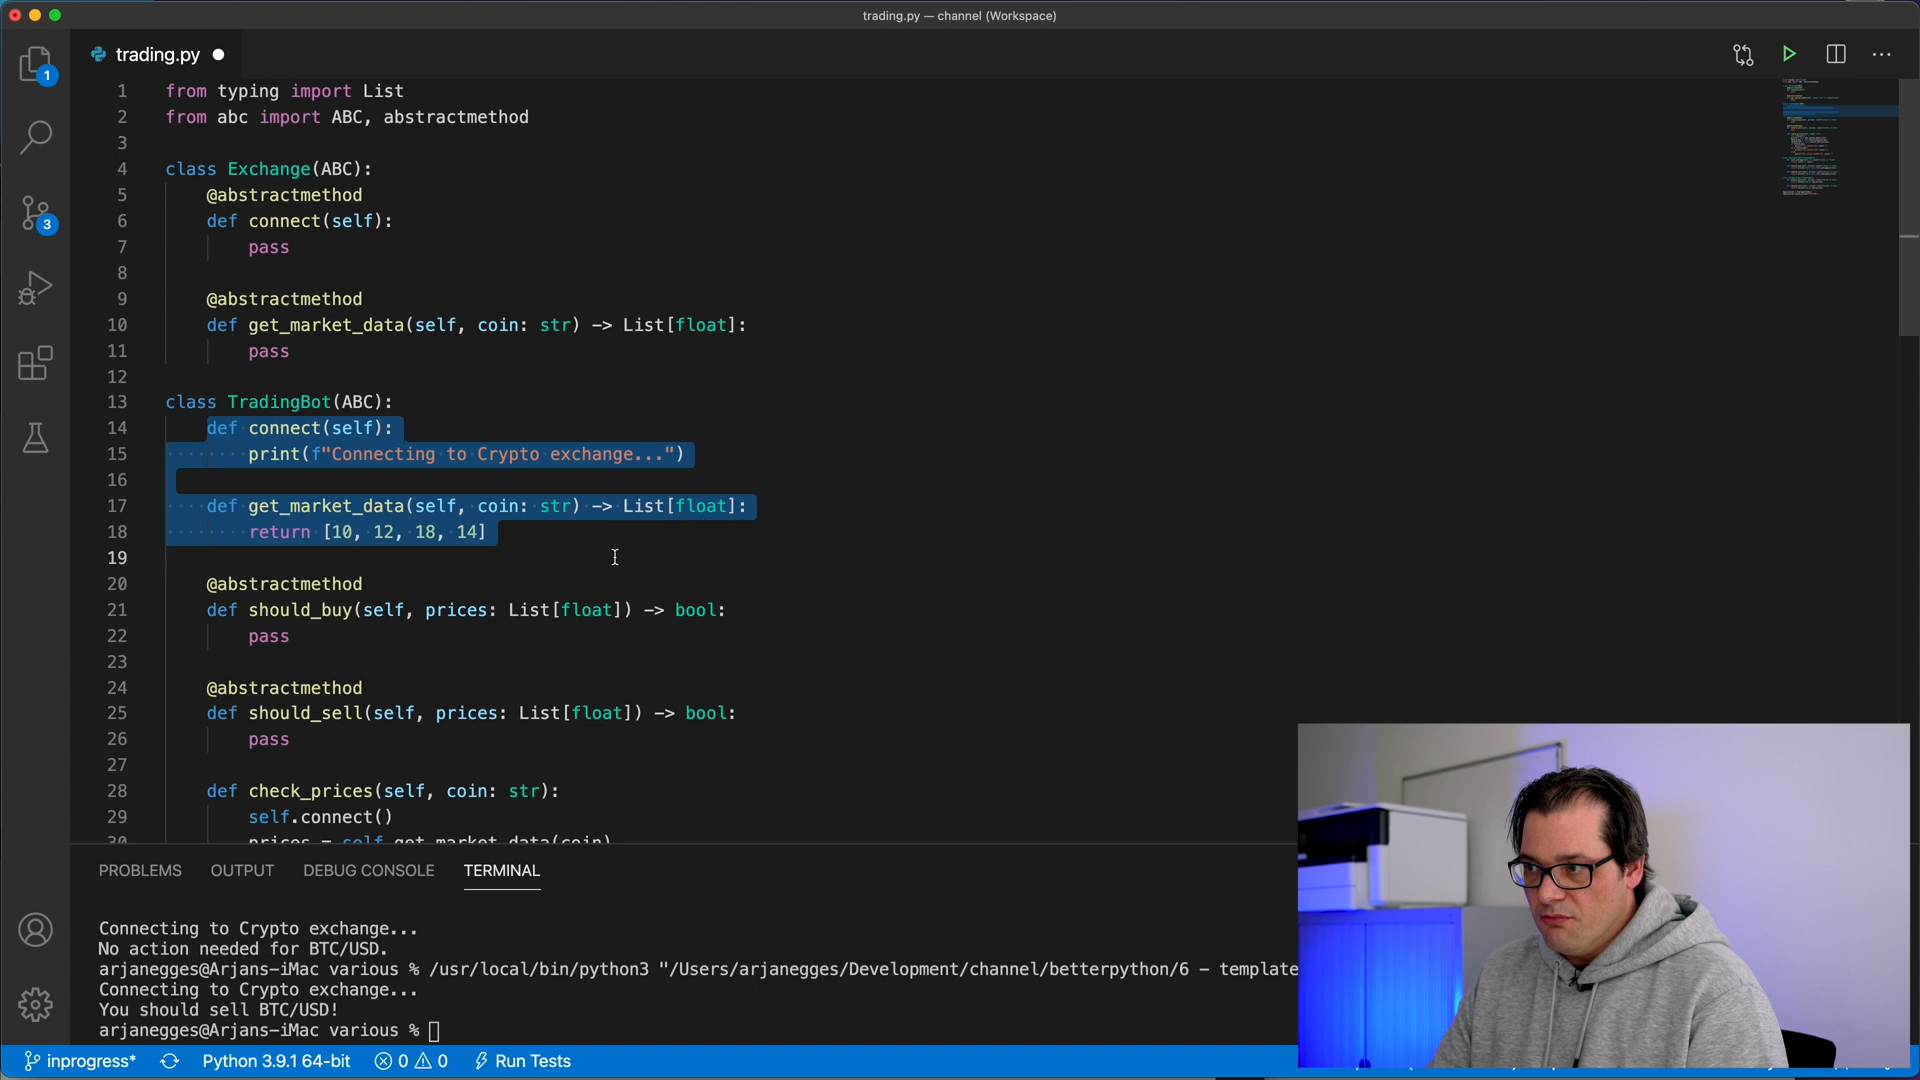 trading.py — channel (Workspace)
trading.py
1
3
1 from typing import List
2 from abc import ABC, abstractmethod
3
4 class Exchange(ABC):
5 @abstractmethod
6 def connect(self):
7 pass
8
9 @abstractmethod
10 def get_market_data(self, coin: str) -> List[float]:
11 pass
12
13 class TradingBot(ABC):
14 def connect(self):
15 print(f"Connecting to Crypto exchange...")
16
17 def get_market_data(self, coin: str) -> List[float]:
18 return [10, 12, 18, 14]
19
20 @abstractmethod
21 def should_buy(self, prices: List[float]) -> bool:
22 pass
23
24 @abstractmethod
25 def should_sell(self, prices: List[float]) -> bool:
26 pass
27
28 def check_prices(self, coin: str):
29 self.connect()
30 prices = self.get_market_data(coin)
PROBLEMS OUTPUT DEBUG CONSOLE TERMINAL
Connecting to Crypto exchange...
No action needed for BTC/USD.
arjanegges@Arjans-iMac various % /usr/local/bin/python3 "/Users/arjanegges/Development/channel/betterpython/6 - template
Connecting to Crypto exchange...
You should sell BTC/USD!
arjanegges@Arjans-iMac various %
inprogress* Python 3.9.1 64-bit 0 0 Run Tests